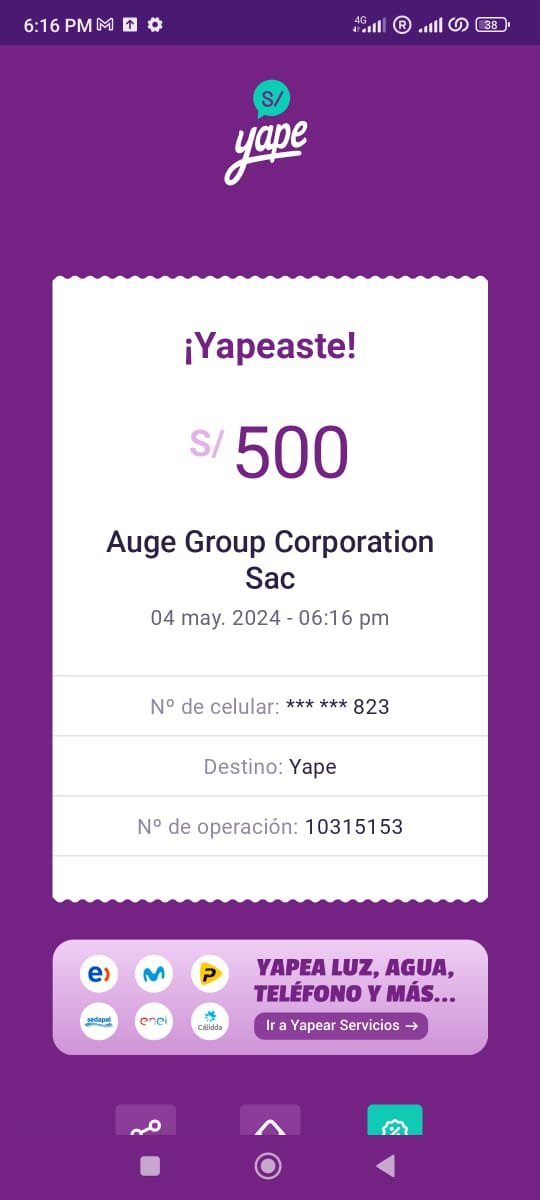 6:16 PM
4G
R
38
S/
yape
¡Yapeaste!
S/ 500
Auge Group Corporation
Sac
04 may. 2024 - 06:16 pm
Nº de celular: *** *** 823
Destino: Yape
Nº de operación: 10315153
e)
P
YAPEA LUZ, AGUA,
TELÉFONO Y MÁS...
sedapal
enel
Cálidda
Ir a Yapear Servicios →